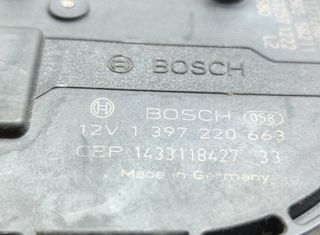 BOSCH
BOSCH 058
12V 1 397 220 663
CEP 1433118427 33
Made in Germany